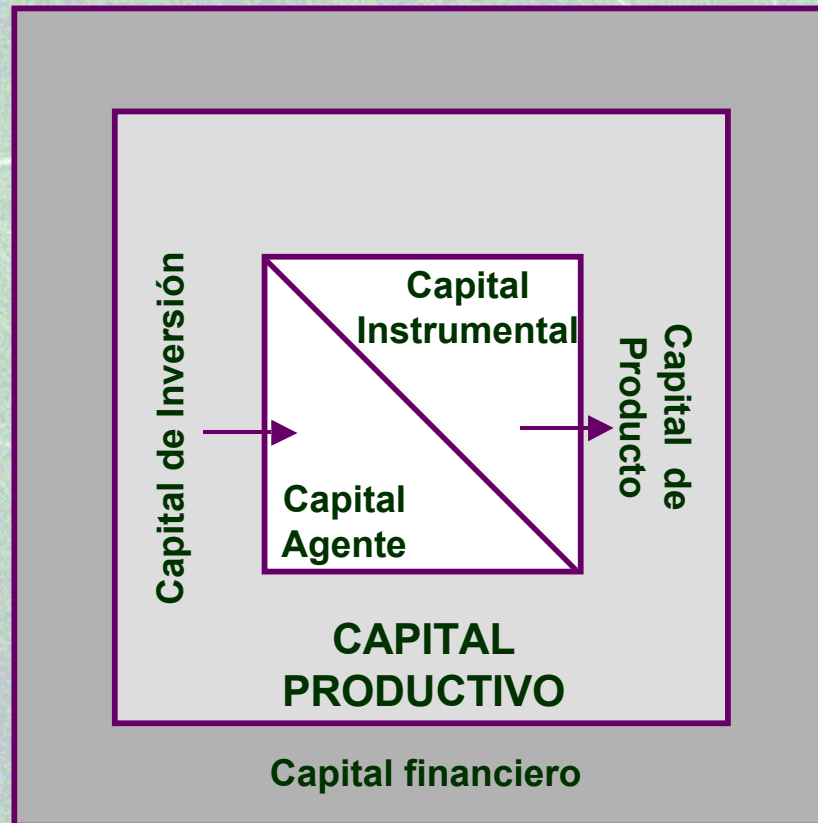 Capital
Instrumental
Capital de Inversión
Capital de
Producto
Capital
Agente
CAPITAL
PRODUCTIVO
Capital financiero